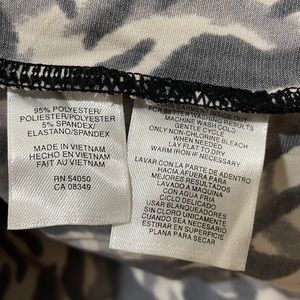 95% POLYESTER/
POLIESTER/POLYESTER
5% SPANDEX/
ELASTANO/SPANDEX
MADE IN VIETNAM
HECHO EN VIETNAM
FAIT AU VIETNAM
RN 54050
CA 08349
WASHING RESULTS
MACHINE WASH COLD
GENTLE CYCLE
ONLY NON-CHLORINE BLEACH
WHEN NEEDED
LAY FLAT TO DRY
WARM IRON IF NECESSARY
LAVAR CON LA PARTE DE ADENTRO
HACIA AFUERA PARA
MEJORES RESULTADOS
LAVADO A MAQUINA
CON AGUA FRIA
CICLO DELICADO
USAR BLANQUEADORES
SIN CLORO UNICAMENTE
CUANDO SEA NECESARIO
ESTIRAR EN SUPERFICIE
PLANA PARA SECAR